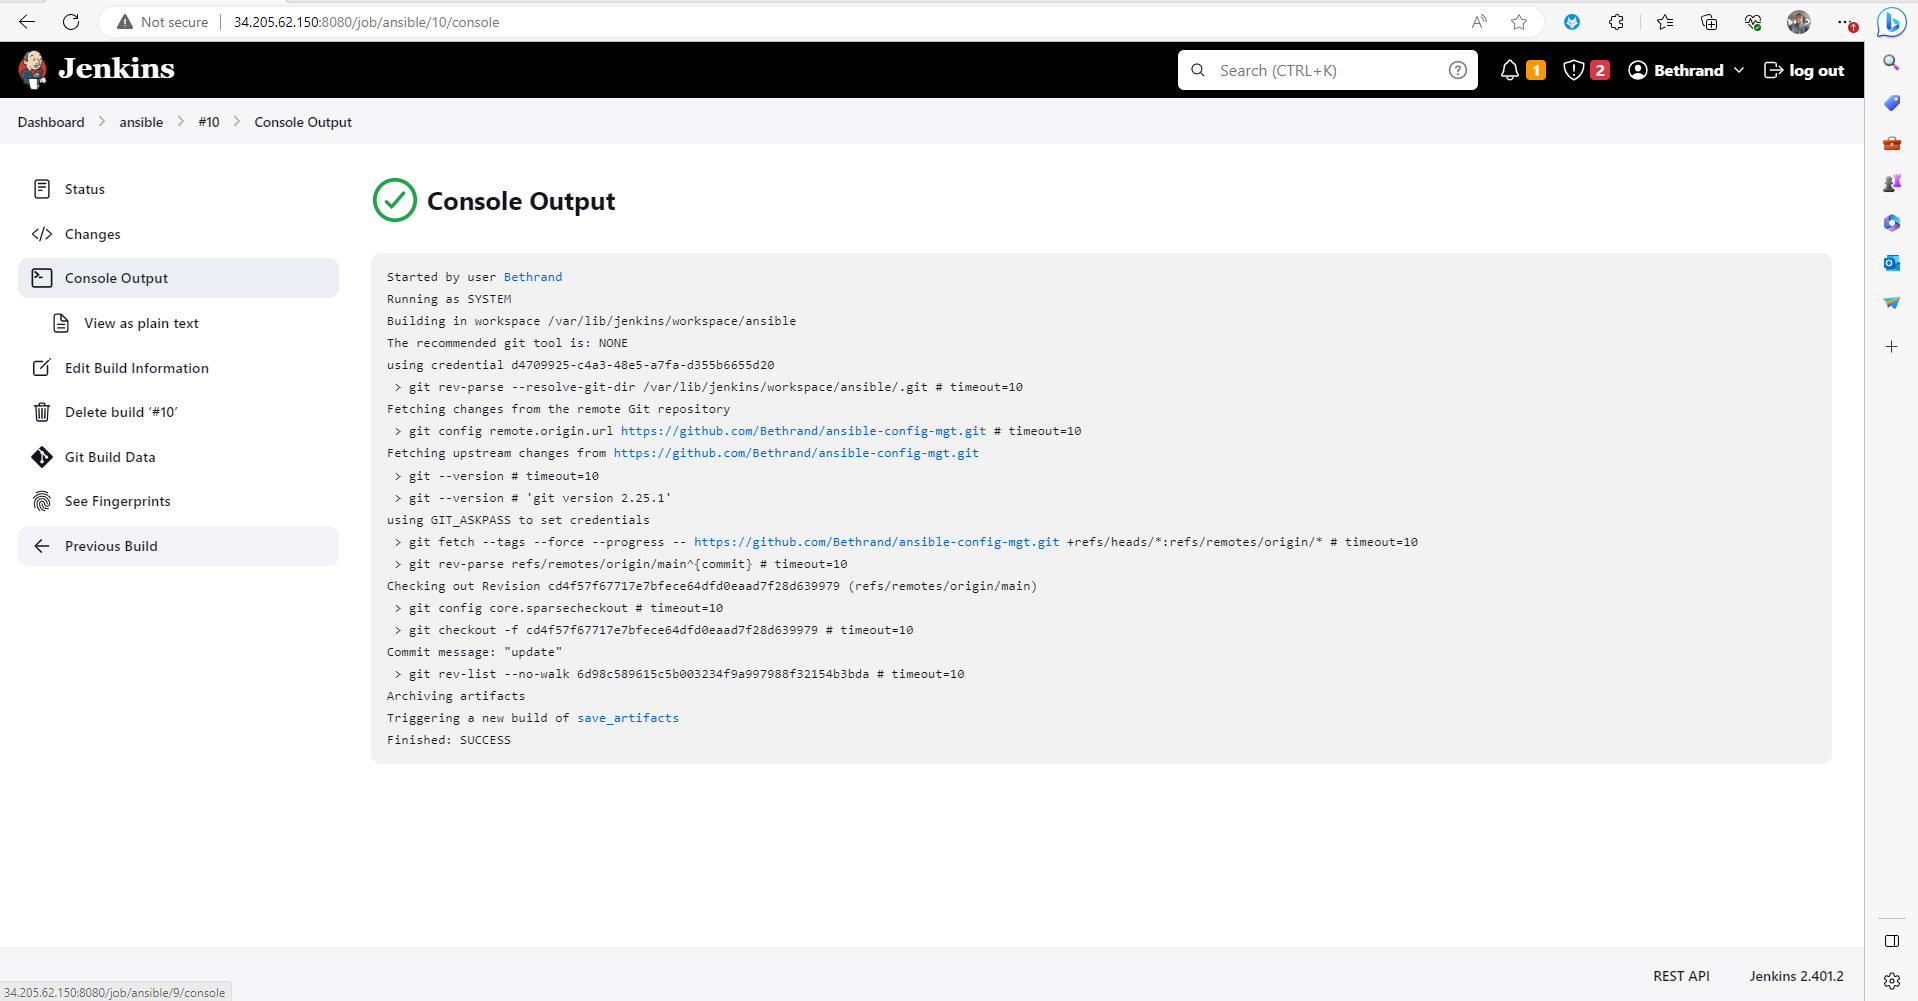 Not secure 34.205.62.150:8080/job/ansible/10/console
Jenkins
Search (CTRL+K)
1
2
Bethrand
log out
Dashboard ansible #10 Console Output
Status
Changes
Console Output
View as plain text
Edit Build Information
Delete build ‘#10’
Git Build Data
See Fingerprints
Previous Build
Console Output
Started by user Bethrand
Running as SYSTEM
Building in workspace /var/lib/jenkins/workspace/ansible
The recommended git tool is: NONE
using credential d4709925-c4a3-48e5-a7fa-d355b6655d20
> git rev-parse --resolve-git-dir /var/lib/jenkins/workspace/ansible/.git # timeout=10
Fetching changes from the remote Git repository
> git config remote.origin.url https://github.com/Bethrand/ansible-config-mgt.git # timeout=10
Fetching upstream changes from https://github.com/Bethrand/ansible-config-mgt.git
> git --version # timeout=10
> git --version # 'git version 2.25.1'
using GIT_ASKPASS to set credentials
> git fetch --tags --force --progress -- https://github.com/Bethrand/ansible-config-mgt.git +refs/heads/*:refs/remotes/origin/* # timeout=10
> git rev-parse refs/remotes/origin/main^{commit} # timeout=10
Checking out Revision cd4f57f67717e7bfece64dfd0eaad7f28d639979 (refs/remotes/origin/main)
> git config core.sparsecheckout # timeout=10
> git checkout -f cd4f57f67717e7bfece64dfd0eaad7f28d639979 # timeout=10
Commit message: "update"
> git rev-list --no-walk 6d98c589615c5b003234f9a997988f32154b3bda # timeout=10
Archiving artifacts
Triggering a new build of save_artifacts
Finished: SUCCESS
REST API
Jenkins 2.401.2
34.205.62.150:8080/job/ansible/9/console